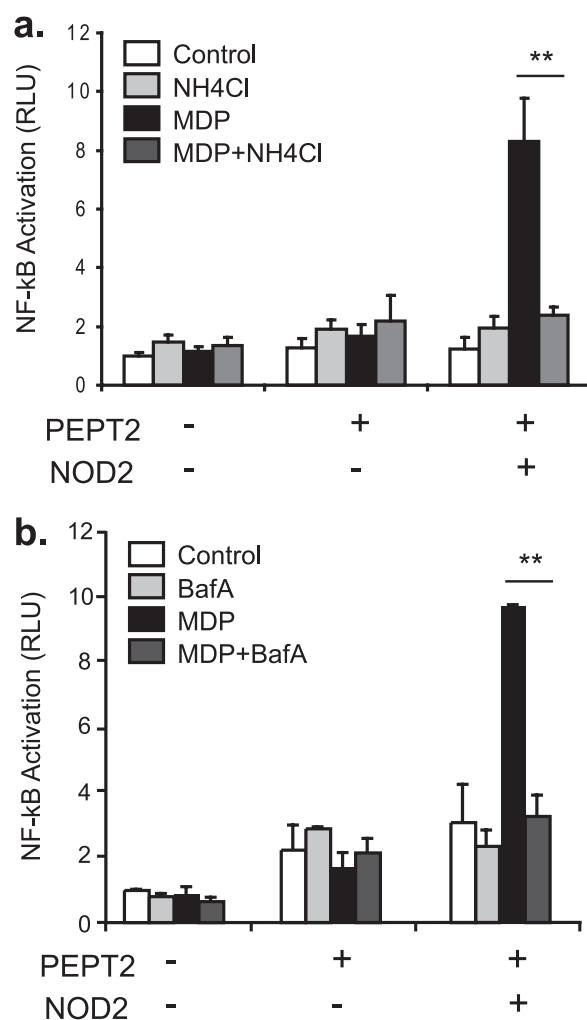 a.
NF-kB Activation (RLU)
12
10
8
6
4
2
0
Control
NH4Cl
MDP
MDP+NH4Cl
**
PEPT2 - + +
NOD2 - - +
b.
NF-kB Activation (RLU)
12
10
8
6
4
2
0
Control
BafA
MDP
MDP+BafA
**
PEPT2 - + +
NOD2 - - +